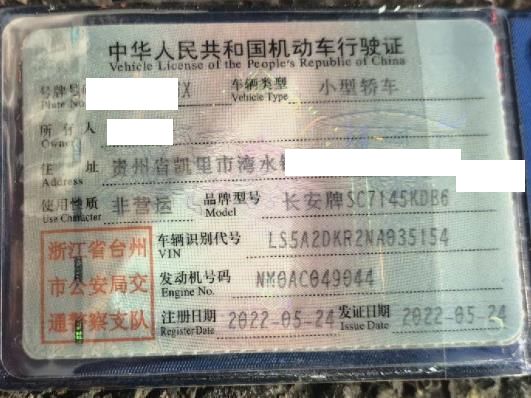 中华人民共和国机动车行驶证
Vehicle License of the People's Republic of China
号牌号 X 车辆类型 小型轿车
Plate No. Vehicle Type
所有人
Owner
住址 贵州省凯里市湾水
Address
使用性质 非营运 品牌型号 长安牌SC7145KDB6
Use Character Model
浙江省台州
市公安局交
通警察支队
车辆识别代号 LS5A2DKR2NA035154
VIN
发动机号码 NM0AC049044
Engine No.
注册日期 2022-05-24 发证日期 2022-05-24
Register Date Issue Date